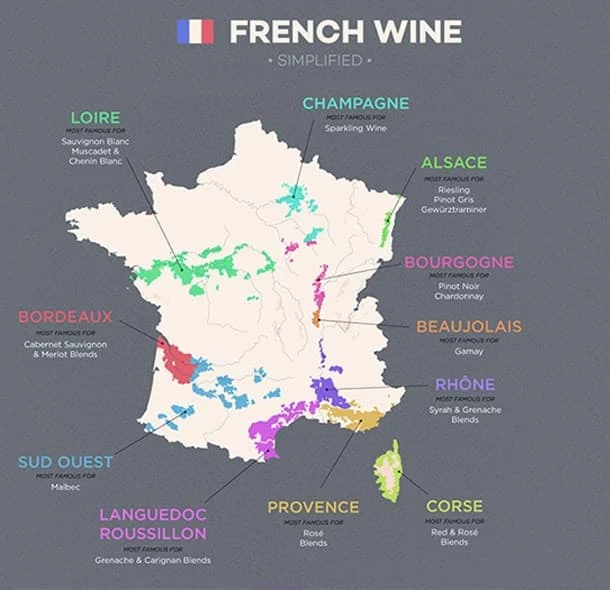 FRENCH WINE
• SIMPLIFIED •
LOIRE
MOST FAMOUS FOR
Sauvignon Blanc
Muscadet &
Chenin Blanc
CHAMPAGNE
MOST FAMOUS FOR
Sparkling Wine
ALSACE
MOST FAMOUS FOR
Riesling
Pinot Gris
Gewürztraminer
BOURGOGNE
MOST FAMOUS FOR
Pinot Noir
Chardonnay
BORDEAUX
MOST FAMOUS FOR
Cabernet Sauvignon
& Merlot Blends
BEAUJOLAIS
MOST FAMOUS FOR
Gamay
RHÔNE
MOST FAMOUS FOR
Syrah & Grenache
Blends
SUD OUEST
MOST FAMOUS FOR
Malbec
LANGUEDOC
ROUSSILLON
MOST FAMOUS FOR
Grenache & Carignan Blends
PROVENCE
MOST FAMOUS FOR
Rosé
Blends
CORSE
MOST FAMOUS FOR
Red & Rosé
Blends